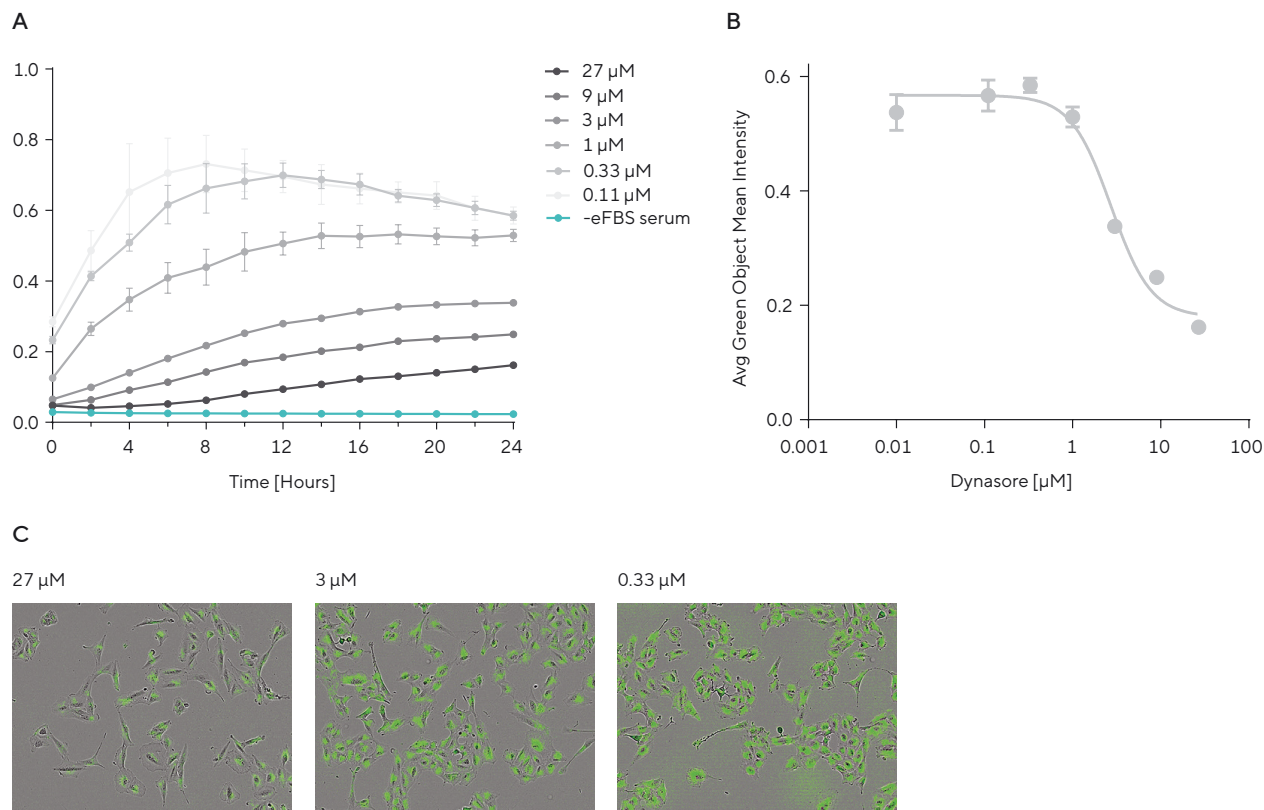 A
1.0
0.8
0.6
0.4
0.2
0.0
0 4 8 12 16 20 24
Time [Hours]
27 µM
9 µM
3 µM
1 µM
0.33 µM
0.11 µM
-eFBS serum
B
Avg Green Object Mean Intensity
0.6
0.4
0.2
0.0
0.001 0.01 0.1 1 10 100
Dynasore [µM]
C
27 µM
3 µM
0.33 µM